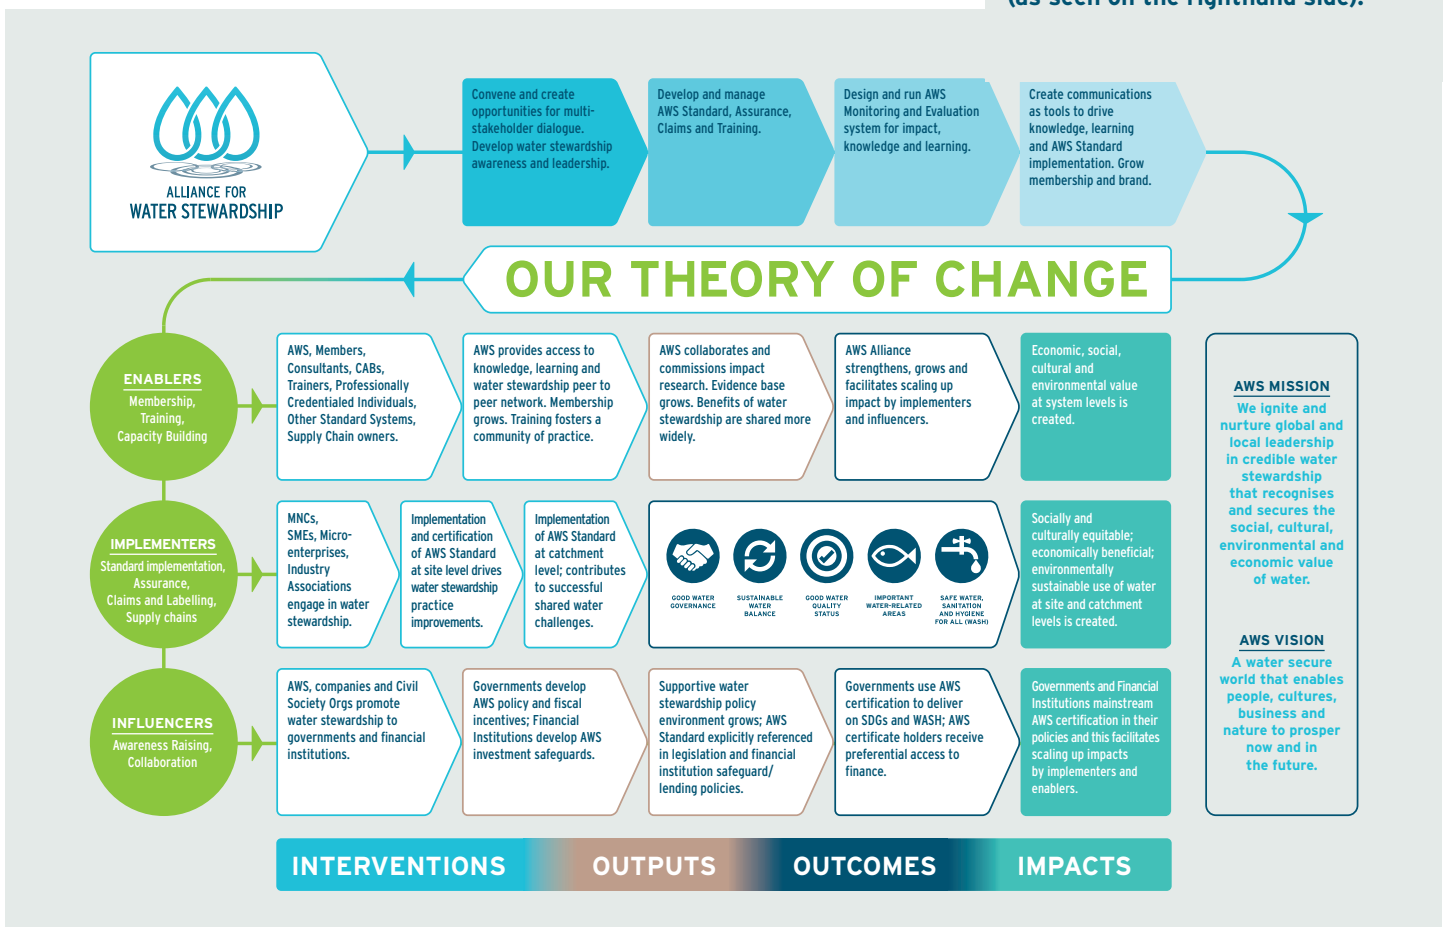 (as seen on the righthand side).
ALLIANCE FOR
WATER STEWARDSHIP
Convene and create
opportunities for multi-
stakeholder dialogue.
Develop water stewardship
awareness and leadership.
Develop and manage
AWS Standard, Assurance,
Claims and Training.
Design and run AWS
Monitoring and Evaluation
system for impact,
knowledge and learning.
Create communications
as tools to drive
knowledge, learning
and AWS Standard
implementation. Grow
membership and brand.
OUR THEORY OF CHANGE
ENABLERS
Membership,
Training,
Capacity Building
AWS, Members,
Consultants, CABs,
Trainers, Professionally
Credentialed Individuals,
Other Standard Systems,
Supply Chain owners.
AWS provides access to
knowledge, learning and
water stewardship peer to
peer network. Membership
grows. Training fosters a
community of practice.
AWS collaborates and
commissions impact
research. Evidence base
grows. Benefits of water
stewardship are shared more
widely.
AWS Alliance
strengthens, grows and
facilitates scaling up
impact by implementers
and influencers.
Economic, social,
cultural and
environmental value
at system levels is
created.
IMPLEMENTERS
Standard implementation,
Assurance,
Claims and Labelling,
Supply chains
MNCs,
SMEs, Micro-
enterprises,
Industry
Associations
engage in water
stewardship.
Implementation
and certification
of AWS Standard
at site level drives
water stewardship
practice
improvements.
Implementation
of AWS Standard
at catchment
level; contributes
to successful
shared water
challenges.
GOOD WATER
GOVERNANCE
SUSTAINABLE
WATER
BALANCE
GOOD WATER
QUALITY
STATUS
IMPORTANT
WATER-RELATED
AREAS
SAFE WATER,
SANITATION
AND HYGIENE
FOR ALL (WASH)
Socially and
culturally equitable;
economically beneficial;
environmentally
sustainable use of water
at site and catchment
levels is created.
INFLUENCERS
Awareness Raising,
Collaboration
AWS, companies and Civil
Society Orgs promote
water stewardship to
governments and financial
institutions.
Governments develop
AWS policy and fiscal
incentives; Financial
Institutions develop AWS
investment safeguards.
Supportive water
stewardship policy
environment grows; AWS
Standard explicitly referenced
in legislation and financial
institution safeguard/
lending policies.
Governments use AWS
certification to deliver
on SDGs and WASH; AWS
certificate holders receive
preferential access to
finance.
Governments and Financial
Institutions mainstream
AWS certification in their
policies and this facilitates
scaling up impacts
by implementers and
enablers.
AWS MISSION
We ignite and
nurture global and
local leadership
in credible water
stewardship
that recognises
and secures the
social, cultural,
environmental and
economic value
of water.
AWS VISION
A water secure
world that enables
people, cultures,
business and
nature to prosper
now and in
the future.
INTERVENTIONS
OUTPUTS
OUTCOMES
IMPACTS